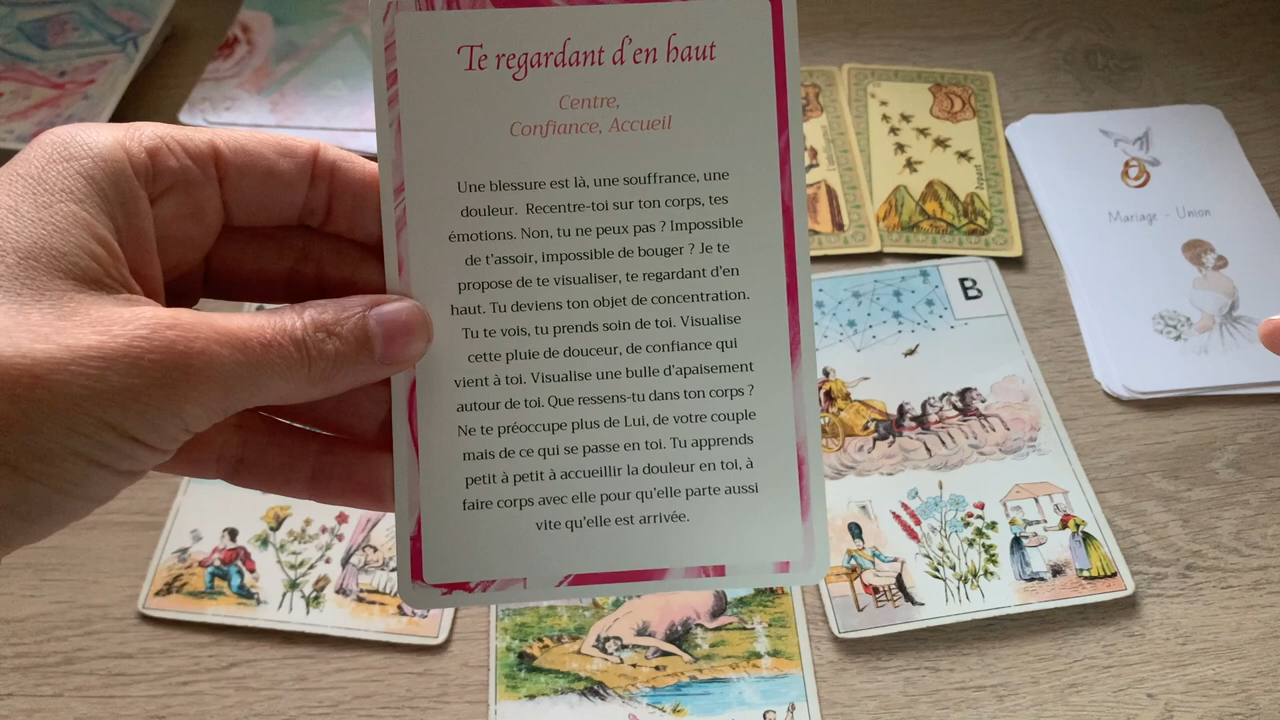 Te regardant d'en haut
Centre,
Confiance, Accueil
Une blessure est là, une souffrance, une
douleur. Recentre-toi sur ton corps, tes
émotions. Non, tu ne peux pas ? Impossible
de t'assoir, impossible de bouger ? Je te
propose de te visualiser, te regardant d'en
haut. Tu deviens ton objet de concentration.
Tu te vois, tu prends soin de toi. Visualise
cette pluie de douceur, de confiance qui
vient à toi. Visualise une bulle d'apaisement
autour de toi. Que ressens-tu dans ton corps ?
Ne te préoccupe plus de Lui, de votre couple
mais de ce qui se passe en toi. Tu apprends
petit à petit à accueillir la douleur en toi, à
faire corps avec elle pour qu'elle parte aussi
vite qu'elle est arrivée.
Départ
B
Mariage - Union